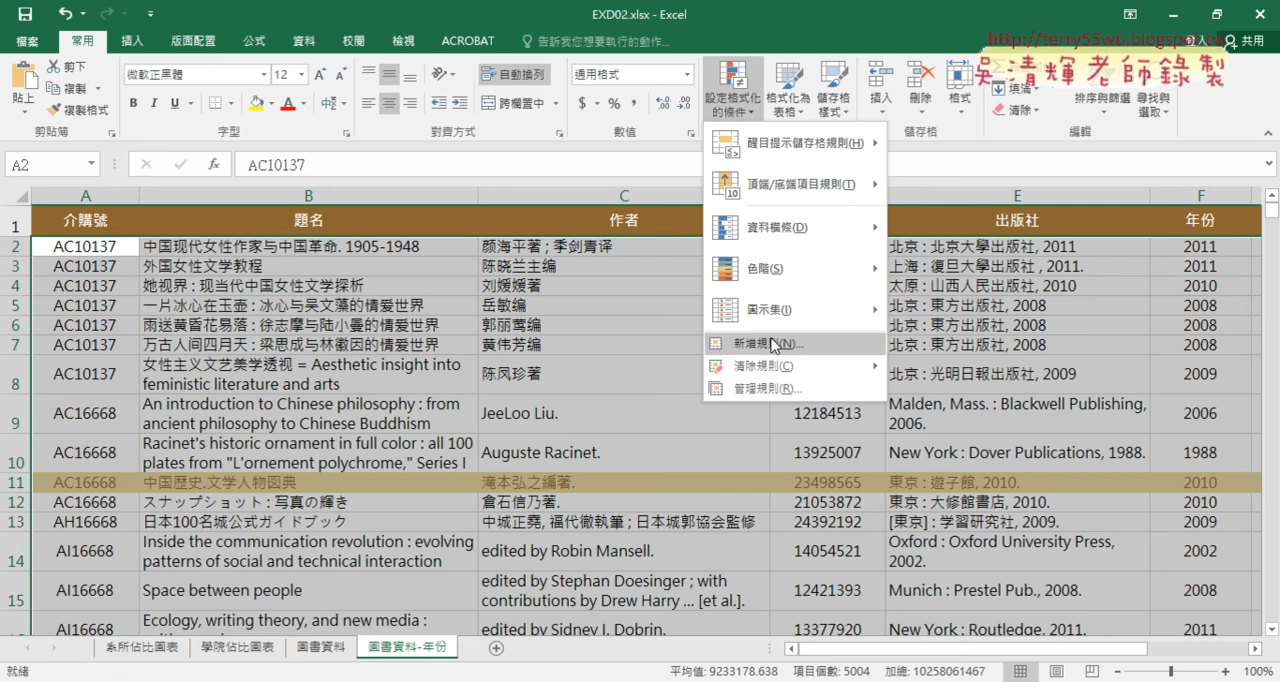 EXD02.xlsx - Excel
檔案 常用 插入 版面配置 公式 資料 校閱 檢視 ACROBAT 告訴我您想要執行的動作... 登入 共用
http://terry55wu.blogspot.tw
吳清輝老師錄製
貼上 剪下 複製 複製格式 剪貼簿
微軟正黑體 12 A A B I U A 中 字型
自動換列 跨欄置中 對齊方式
通用格式 $ % , 數值
設定格式化的條件 格式化為表格 儲存格樣式
插入 刪除 格式 儲存格
填滿 清除 排序與篩選 尋找與選取 編輯
A2 fx AC10137
醒目提示儲存格規則(H)
頂端/底端項目規則(T)
資料橫條(D)
色階(S)
圖示集(I)
新增規則(N)...
清除規則(C)
管理規則(R)...
A B C E F
1 介購號 題名 作者 出版社 年份
2 AC10137 中国现代女性作家与中国革命. 1905-1948 颜海平著 ; 季剑青译 北京 : 北京大學出版社, 2011 2011
3 AC10137 外国女性文学教程 陈晓兰主编 上海 : 復旦大學出版社 , 2011. 2011
4 AC10137 她视界 : 现当代中国女性文学探析 刘媛媛著 太原 : 山西人民出版社, 2010 2010
5 AC10137 一片冰心在玉壶 : 冰心与吴文藻的情爱世界 岳敏编 北京 : 東方出版社, 2008 2008
6 AC10137 雨送黄昏花易落 : 徐志摩与陆小曼的情爱世界 郭丽莺编 北京 : 東方出版社, 2008 2008
7 AC10137 万古人间四月天 : 梁思成与林徽因的情爱世界 黄伟芳编 北京 : 東方出版社, 2008 2008
8 AC10137 女性主义文艺美学透视 = Aesthetic insight into feministic literature and arts 陈凤珍著 北京 : 光明日報出版社, 2009 2009
9 AC16668 An introduction to Chinese philosophy : from ancient philosophy to Chinese Buddhism JeeLoo Liu. 12184513 Malden, Mass. : Blackwell Publishing, 2006. 2006
10 AC16668 Racinet's historic ornament in full color : all 100 plates from "L'ornement polychrome," Series I Auguste Racinet. 13925007 New York : Dover Publications, 1988. 1988
11 AC16668 中国歴史.文学人物図典 滝本弘之編著. 23498565 東京 : 遊子館, 2010. 2010
12 AC16668 スナップショット : 写真の輝き 倉石信乃著. 21053872 東京 : 大修館書店, 2010. 2010
13 AH16668 日本100名城公式ガイドブック 中城正堯, 福代徹執筆 ; 日本城郭協会監修 24392192 [東京] : 学習研究社, 2009. 2009
14 AI16668 Inside the communication revolution : evolving patterns of social and technical interaction edited by Robin Mansell. 14054521 Oxford : Oxford University Press, 2002. 2002
15 AI16668 Space between people edited by Stephan Doesinger ; with contributions by Drew Harry ... [et al.]. 12421393 Munich : Prestel Pub., 2008. 2008
AI16668 Ecology, writing theory, and new media : edited by Sidney I. Dobrin. 13377920 New York : Routledge, 2011. 2011
系所佔比圖表 學院佔比圖表 圖書資料 圖書資料-年份
就緒 平均值: 9233178.638 項目個數: 5004 加總: 10258061467 100%